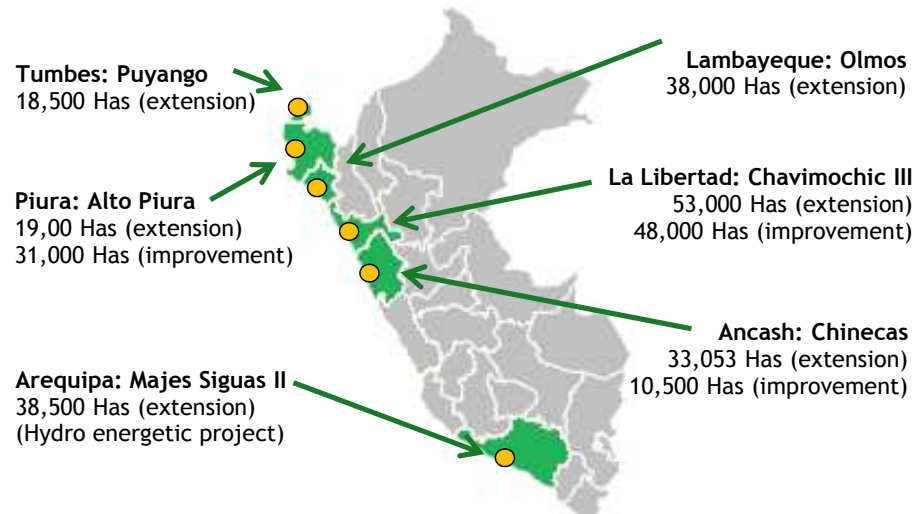 Tumbes: Puyango
18,500 Has (extension)
Lambayeque: Olmos
38,000 Has (extension)
Piura: Alto Piura
19,00 Has (extension)
31,000 Has (improvement)
La Libertad: Chavimochic III
53,000 Has (extension)
48,000 Has (improvement)
Ancash: Chinecas
33,053 Has (extension)
10,500 Has (improvement)
Arequipa: Majes Siguas II
38,500 Has (extension)
(Hydro energetic project)